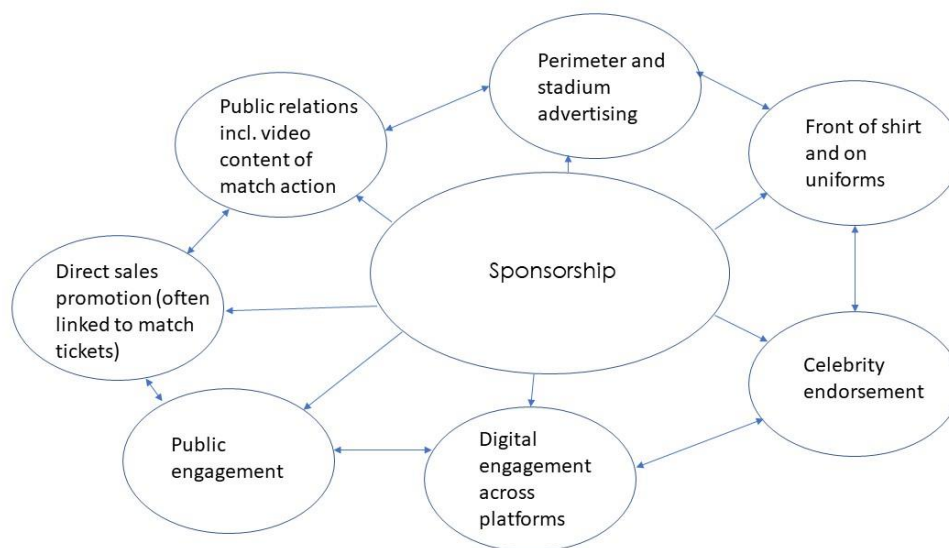 Perimeter and
stadium
advertising
Public relations
incl. video
content of
match action
Front of shirt
and on
uniforms
Sponsorship
Direct sales
promotion (often
linked to match
tickets)
Celebrity
endorsement
Public
engagement
Digital
engagement
across
platforms